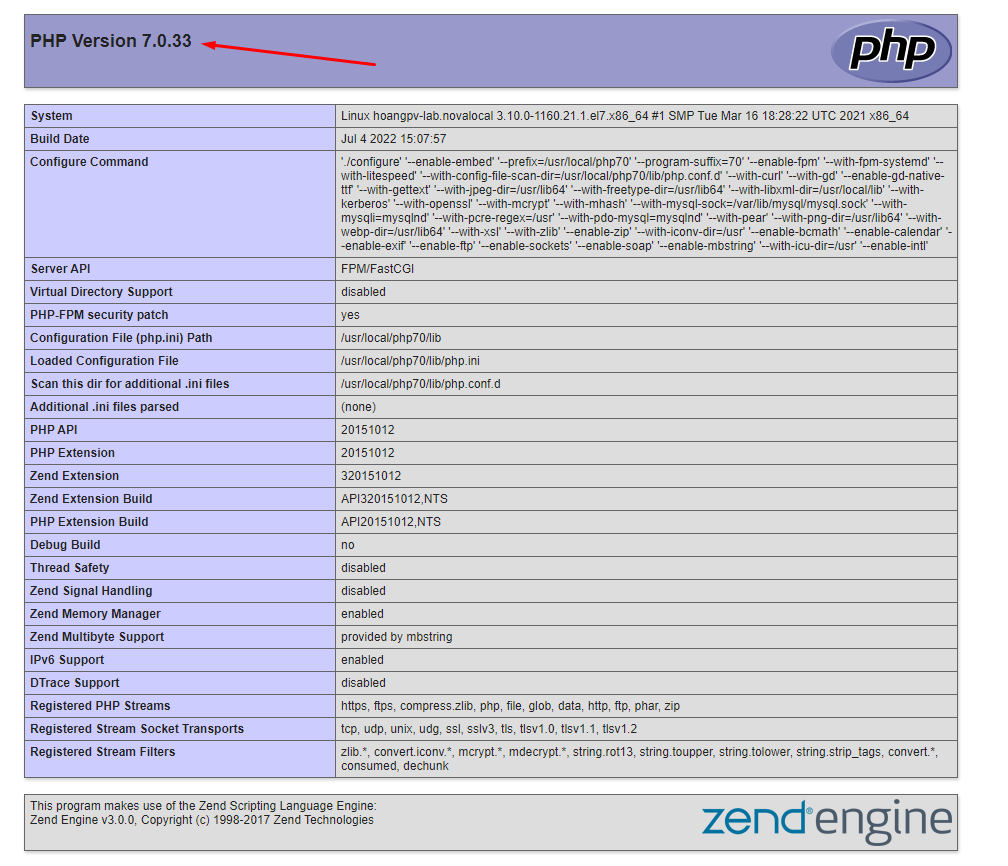 PHP Version 7.0.33
php
System Linux hoangpv-lab.novalocal 3.10.0-1160.21.1.el7.x86_64 #1 SMP Tue Mar 16 18:28:22 UTC 2021 x86_64
Build Date Jul 4 2022 15:07:57
Configure Command './configure' '--enable-embed' '--prefix=/usr/local/php70' '--program-suffix=70' '--enable-fpm' '--with-fpm-systemd' '--
with-litespeed' '--with-config-file-scan-dir=/usr/local/php70/lib/php.conf.d' '--with-curl' '--with-gd' '--enable-gd-native-
ttf' '--with-gettext' '--with-jpeg-dir=/usr/lib64' '--with-freetype-dir=/usr/lib64' '--with-libxml-dir=/usr/local/lib' '--with-
kerberos' '--with-openssl' '--with-mcrypt' '--with-mhash' '--with-mysql-sock=/var/lib/mysql/mysql.sock' '--with-
mysqli=mysqlnd' '--with-pcre-regex=/usr' '--with-pdo-mysql=mysqlnd' '--with-pear' '--with-png-dir=/usr/lib64' '--with-
webp-dir=/usr/lib64' '--with-xsl' '--with-zlib' '--enable-zip' '--with-iconv-dir=/usr' '--enable-bcmath' '--enable-calendar' '-
-enable-exif' '--enable-ftp' '--enable-sockets' '--enable-soap' '--enable-mbstring' '--with-icu-dir=/usr' '--enable-intl'
Server API FPM/FastCGI
Virtual Directory Support disabled
PHP-FPM security patch yes
Configuration File (php.ini) Path /usr/local/php70/lib
Loaded Configuration File /usr/local/php70/lib/php.ini
Scan this dir for additional .ini files /usr/local/php70/lib/php.conf.d
Additional .ini files parsed (none)
PHP API 20151012
PHP Extension 20151012
Zend Extension 320151012
Zend Extension Build API320151012,NTS
PHP Extension Build API20151012,NTS
Debug Build no
Thread Safety disabled
Zend Signal Handling disabled
Zend Memory Manager enabled
Zend Multibyte Support provided by mbstring
IPv6 Support enabled
DTrace Support disabled
Registered PHP Streams https, ftps, compress.zlib, php, file, glob, data, http, ftp, phar, zip
Registered Stream Socket Transports tcp, udp, unix, udg, ssl, sslv3, tls, tlsv1.0, tlsv1.1, tlsv1.2
Registered Stream Filters zlib.*, convert.iconv.*, mcrypt.*, mdecrypt.*, string.rot13, string.toupper, string.tolower, string.strip_tags, convert.*,
consumed, dechunk
This program makes use of the Zend Scripting Language Engine:
Zend Engine v3.0.0, Copyright (c) 1998-2017 Zend Technologies
zend® engine